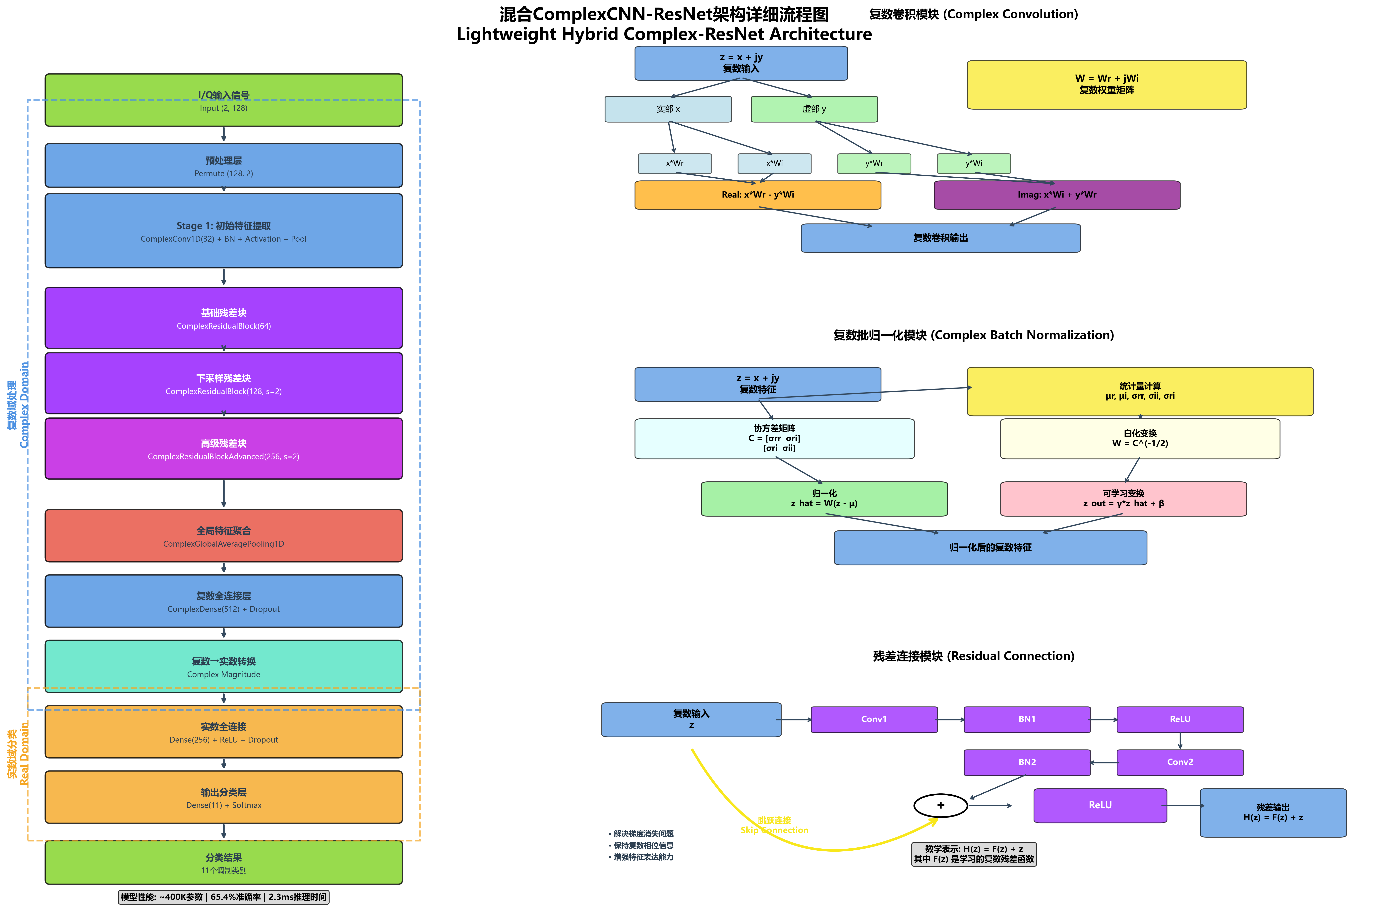 混合ComplexCNN-ResNet架构详细流程图
Lightweight Hybrid Complex-ResNet Architecture
I/Q输入信号
Input (2, 128)
预处理层
Permute (128, 2)
Stage 1: 初始特征提取
ComplexConv1D(32) + BN + Activation + Pool
基础残差块
ComplexResidualBlock(64)
下采样残差块
ComplexResidualBlock(128, s=2)
高级残差块
ComplexResidualBlockAdvanced(256, s=2)
全局特征聚合
ComplexGlobalAveragePooling1D
复数全连接层
ComplexDense(512) + Dropout
复数→实数转换
Complex Magnitude
实数全连接
Dense(256) + ReLU + Dropout
输出分类层
Dense(11) + Softmax
分类结果
11个调制类别
模型性能: ~400K参数 | 65.4%准确率 | 2.3ms推理时间
复数域处理
Complex Domain
实数域分类
Real Domain
复数卷积模块 (Complex Convolution)
z = x + jy
复数输入
W = Wr + jWi
复数权重矩阵
实部 x
虚部 y
x*Wr
x*Wi
y*Wi
y*Wi
Real: x*Wr - y*Wi
Imag: x*Wi + y*Wr
复数卷积输出
复数批归一化模块 (Complex Batch Normalization)
z = x + jy
复数特征
统计量计算
μr, μi, σrr, σii, σri
协方差矩阵
C = [σrr σri]
[σri σii]
白化变换
W = C^(-1/2)
归一化
z_hat = W(z - μ)
可学习变换
z_out = γ*z_hat + β
归一化后的复数特征
残差连接模块 (Residual Connection)
复数输入
z
Conv1
BN1
ReLU
BN2
Conv2
+
ReLU
残差输出
H(z) = F(z) + z
跳跃连接
Skip Connection
• 解决梯度消失问题
• 保持复数相位信息
• 增强特征表达能力
数学表示: H(z) = F(z) + z
其中 F(z) 是学习的复数残差函数